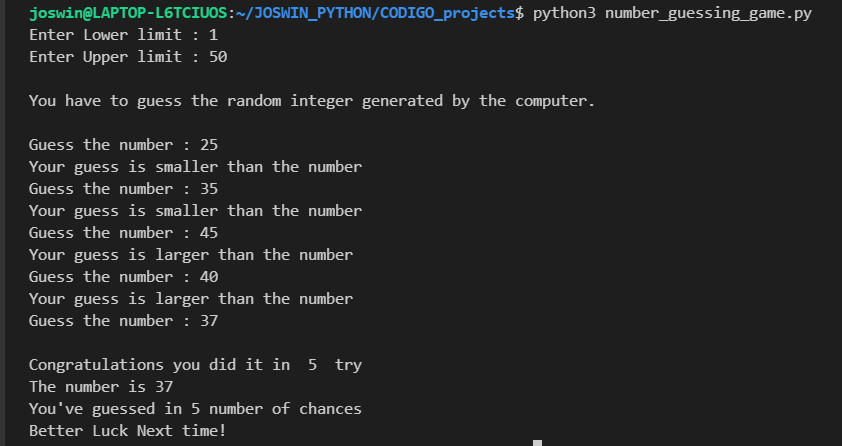 joswin@LAPTOP-L6TCIUOS:~/JOSWIN_PYTHON/CODIGO_projects$ python3 number_guessing_game.py
Enter Lower limit : 1
Enter Upper limit : 50
You have to guess the random integer generated by the computer.
Guess the number : 25
Your guess is smaller than the number
Guess the number : 35
Your guess is smaller than the number
Guess the number : 45
Your guess is larger than the number
Guess the number : 40
Your guess is larger than the number
Guess the number : 37
Congratulations you did it in  5  try
The number is 37
You've guessed in 5 number of chances
Better Luck Next time!